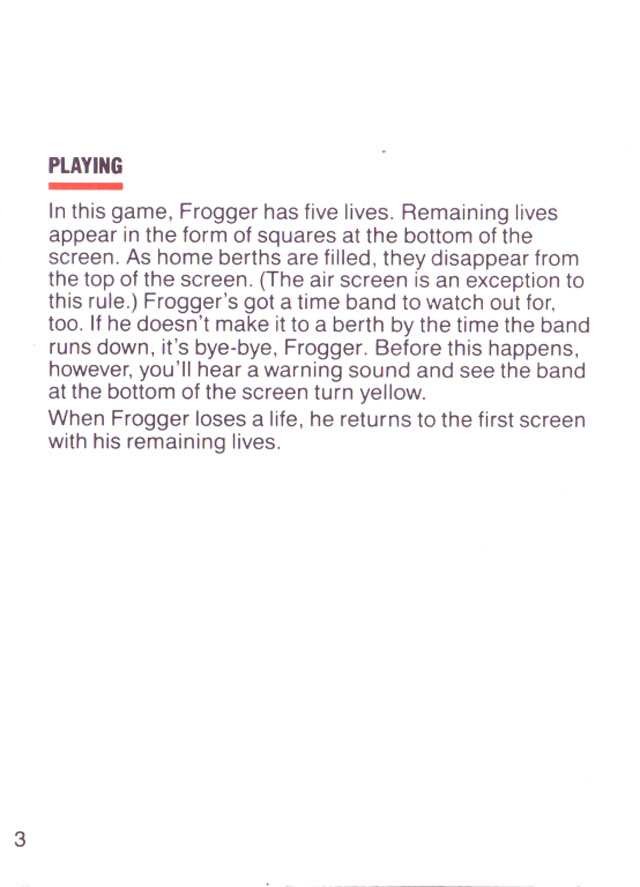 PLAYING
In this game, Frogger has five lives. Remaining lives
appear in the form of squares at the bottom of the
screen. As home berths are filled, they disappear from
the top of the screen. (The air screen is an exception to
this rule.) Frogger's got a time band to watch out for,
too. If he doesn't make it to a berth by the time the band
runs down, it's bye-bye, Frogger. Before this happens,
however, you'll hear a warning sound and see the band
at the bottom of the screen turn yellow.
When Frogger loses a life, he returns to the first screen
with his remaining lives.
3